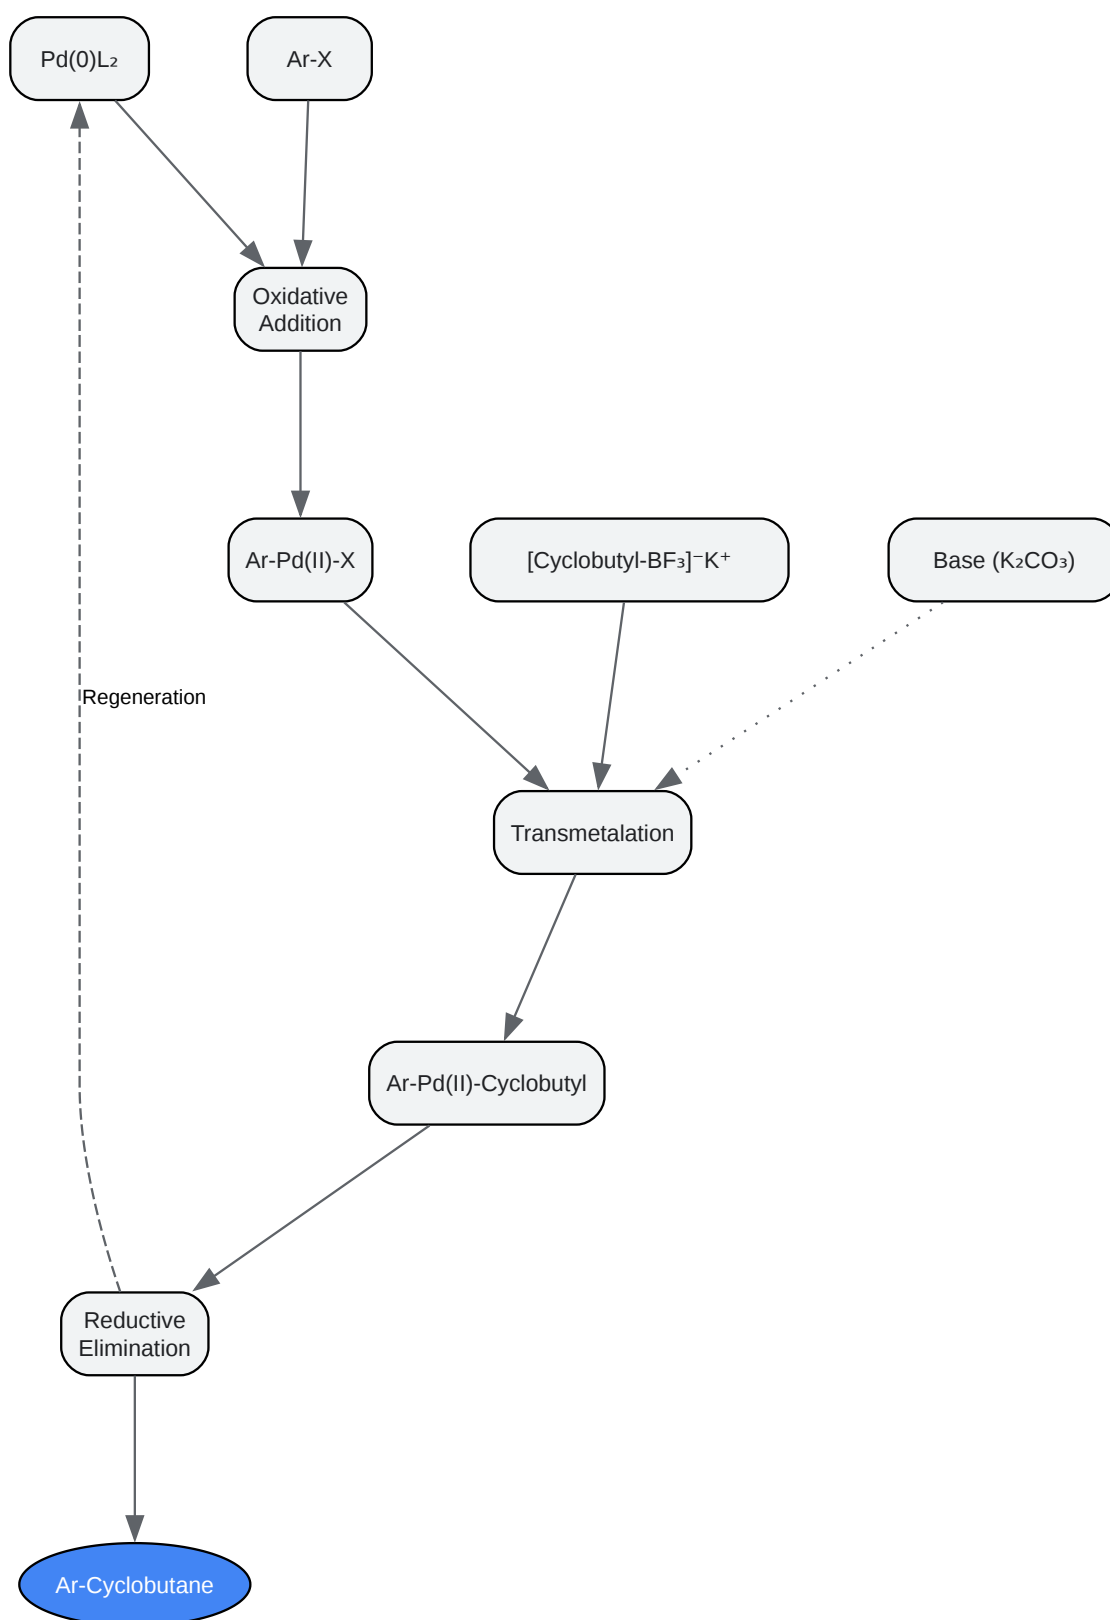 Pd(0)L₂
Ar-X
Oxidative
Addition
Ar-Pd(II)-X
[Cyclobutyl-BF₃]⁻K⁺
Base (K₂CO₃)
Regeneration
Transmetalation
Ar-Pd(II)-Cyclobutyl
Reductive
Elimination
Ar-Cyclobutane